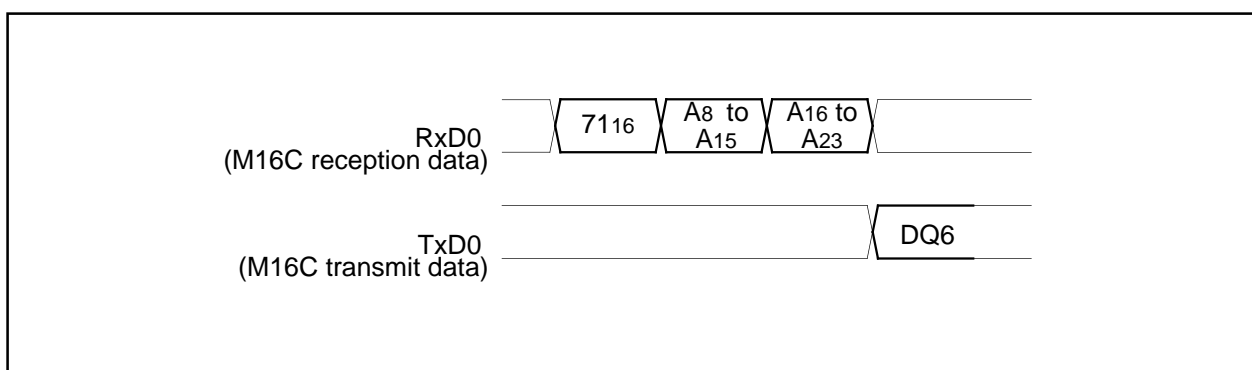 RxD0
(M16C reception data)
7116
A8 to
A15
A16 to
A23
TxD0
(M16C transmit data)
DQ6